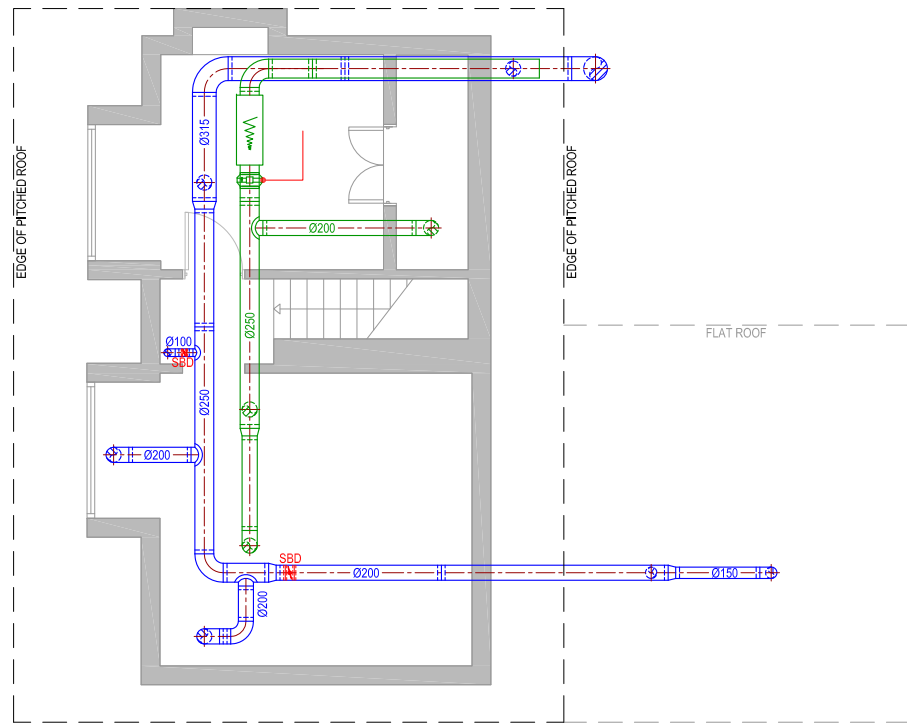 EDGE OF PITCHED ROOF
Ø315
EDGE OF PITCHED ROOF
Ø200
Ø250
FLAT ROOF
Ø100
SBD
Ø250
Ø200
SBD
Ø200
Ø150
Ø200